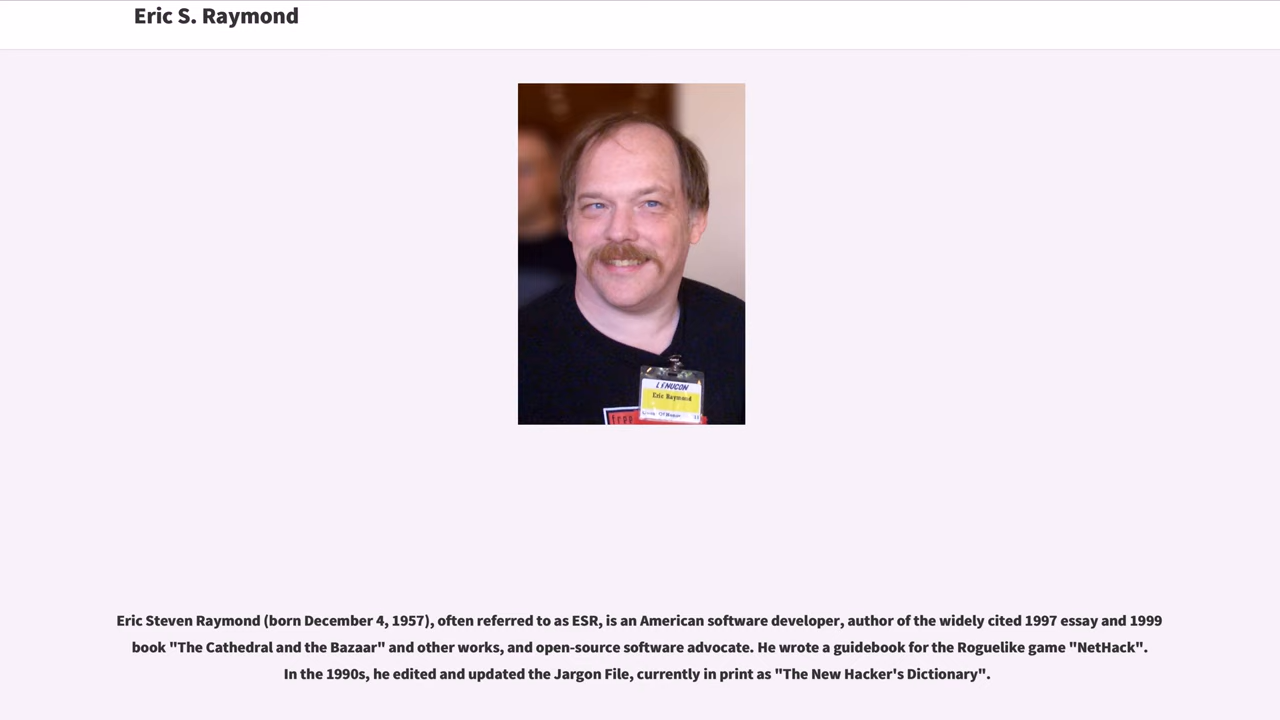 Eric S. Raymond
LINUCON
Eric Raymond
Eric Steven Raymond (born December 4, 1957), often referred to as ESR, is an American software developer, author of the widely cited 1997 essay and 1999
book "The Cathedral and the Bazaar" and other works, and open-source software advocate. He wrote a guidebook for the Roguelike game "NetHack".
In the 1990s, he edited and updated the Jargon File, currently in print as "The New Hacker's Dictionary".